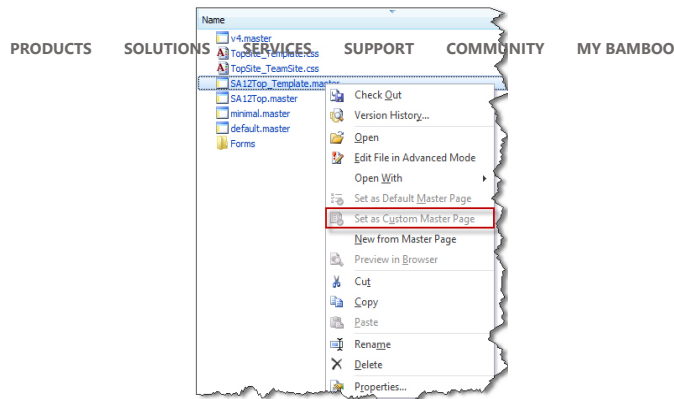 Name
v4.master
PRODUCTS SOLUTIONS SERVICES SUPPORT COMMUNITY MY BAMBOO
TopSite_Template.css
TopSite_TeamSite.css
SA12Top_Template.master
SA12Top.master
minimal.master
default.master
Forms
Check Out
Version History...
Open
Edit File in Advanced Mode
Open With
Set as Default Master Page
Set as Custom Master Page
New from Master Page
Preview in Browser
Cut
Copy
Paste
Rename
Delete
Properties...